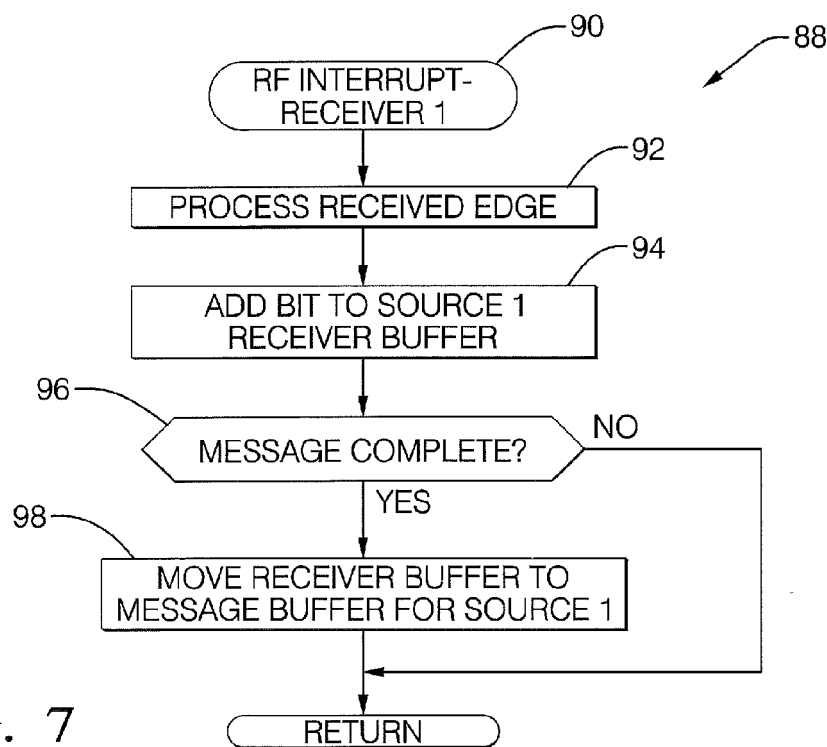 90
88
RF INTERRUPT-
RECEIVER 1
92
PROCESS RECEIVED EDGE
94
ADD BIT TO SOURCE 1
RECEIVER BUFFER
96
MESSAGE COMPLETE?
NO
YES
98
MOVE RECEIVER BUFFER TO
MESSAGE BUFFER FOR SOURCE 1
. 7
RETURN